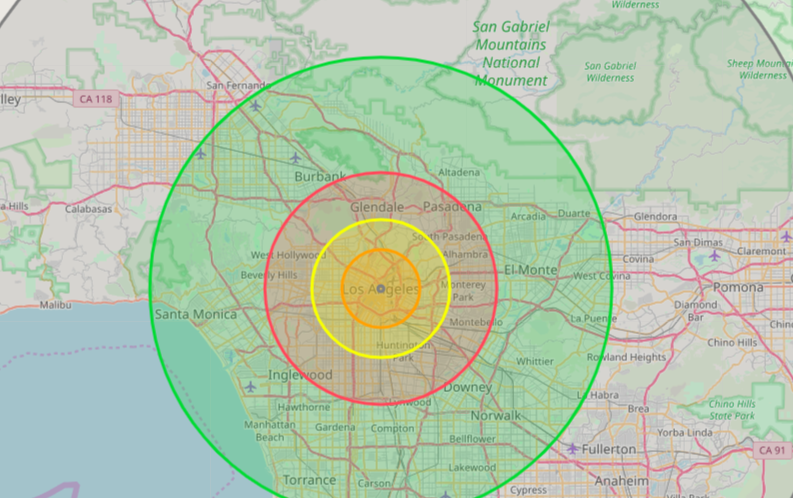 Wilderness
San Gabriel
Mountains
National
Monument
San Gabriel
Wilderness
Sheep Mountain
Wilderness
San Fernando
lley
CA 118
Burbank
Altadena
Glendale
Pasadena
a Hills
Calabasas
Arcadia
Duarte
Glendora
South Pasadena
San Dimas
Claremont
West Hollywood
Alhambra
Covina
Beverly Hills
El Monte
West Covina
Los Angeles
Monterey
Park
Pomona
Malibu
Diamond
Bar
Santa Monica
Montebello
La Puente
Chino
Huntington
Park
Chino Hills
Whittier
Rowland Heights
Inglewood
Downey
La Habra
Hawthorne
Lynwood
Norwalk
Brea
Chino Hills
State Park
Manhattan
Beach
Gardena
Compton
Yorba Linda
Bellflower
Fullerton
CA 91
Lakewood
Torrance
Carson
Cypress
Anaheim